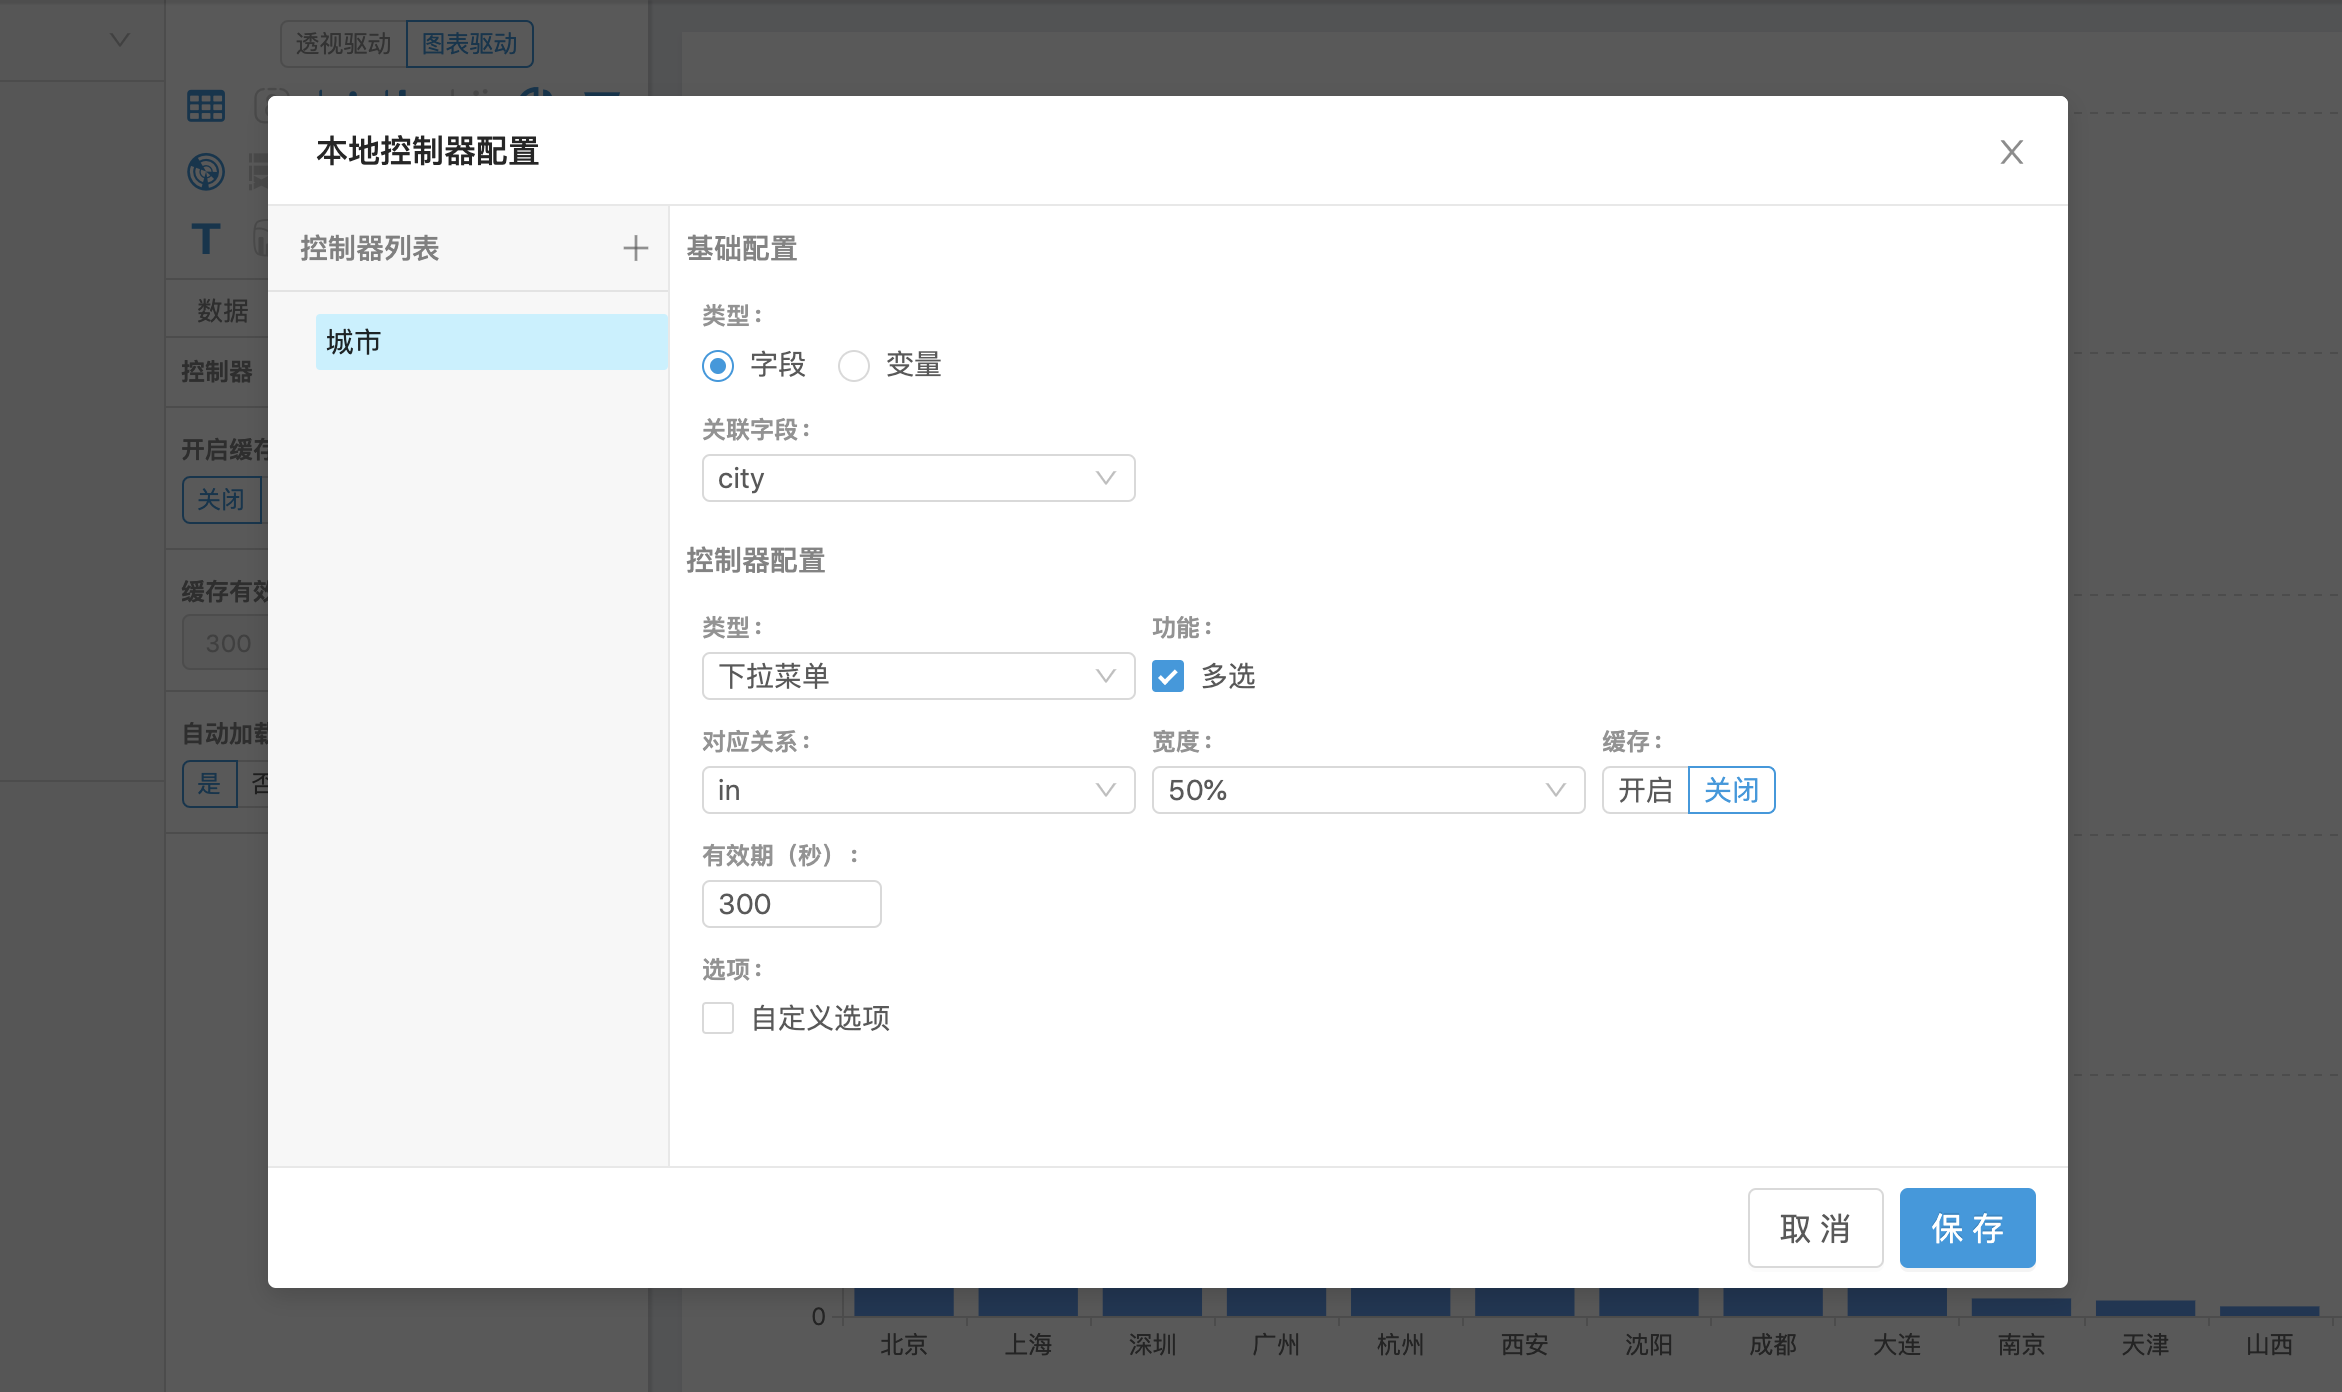 透视驱动 图表驱动
本地控制器配置
控制器列表
城市
数据
控制器
开启缓存
关闭
缓存有效
300
自动加载
是 否
基础配置
类型：
字段 变量
关联字段：
city
控制器配置
类型： 功能：
下拉菜单 多选
对应关系： 宽度： 缓存：
in 50% 开启 关闭
有效期（秒）：
300
选项：
自定义选项
取 消 保 存
0
北京 上海 深圳 广州 杭州 西安 沈阳 成都 大连 南京 天津 山西